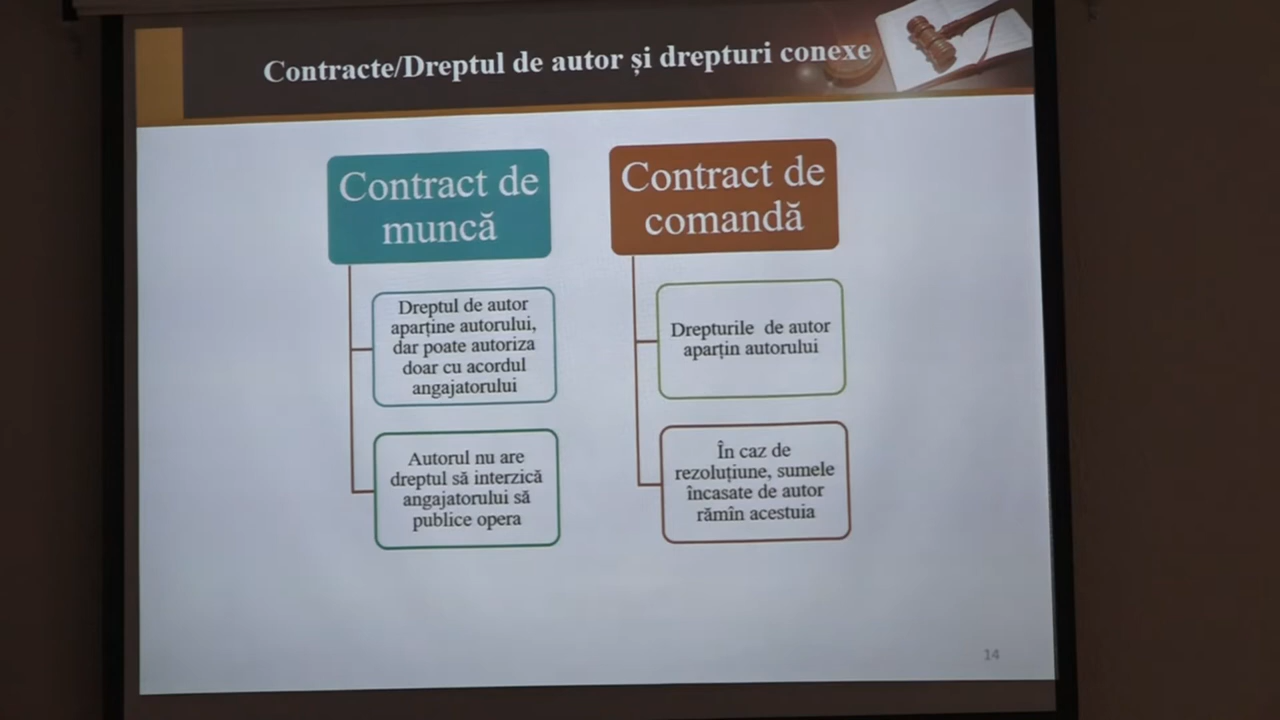 Contracte/Dreptul de autor și drepturi conexe
Contract de
muncă
Dreptul de autor
aparține autorului,
dar poate autoriza
doar cu acordul
angajatorului
Autorul nu are
dreptul să interzică
angajatorului să
publice opera
Contract de
comandă
Drepturile de autor
aparțin autorului
În caz de
rezoluțiune, sumele
încasate de autor
rămîn acestuia
14